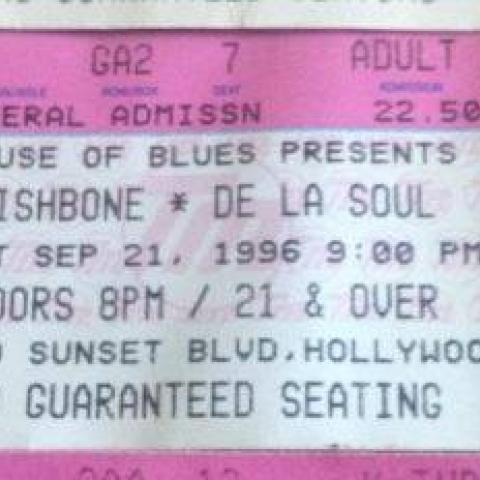 GA2 7 ADULT
ERAL ADMISSN 22.50
USE OF BLUES PRESENTS
ISHBONE * DE LA SOUL
T SEP 21, 1996 9:00 PM
OORS 8PM / 21 & OVER
SUNSET BLVD.HOLLYWOO
GUARANTEED SEATING